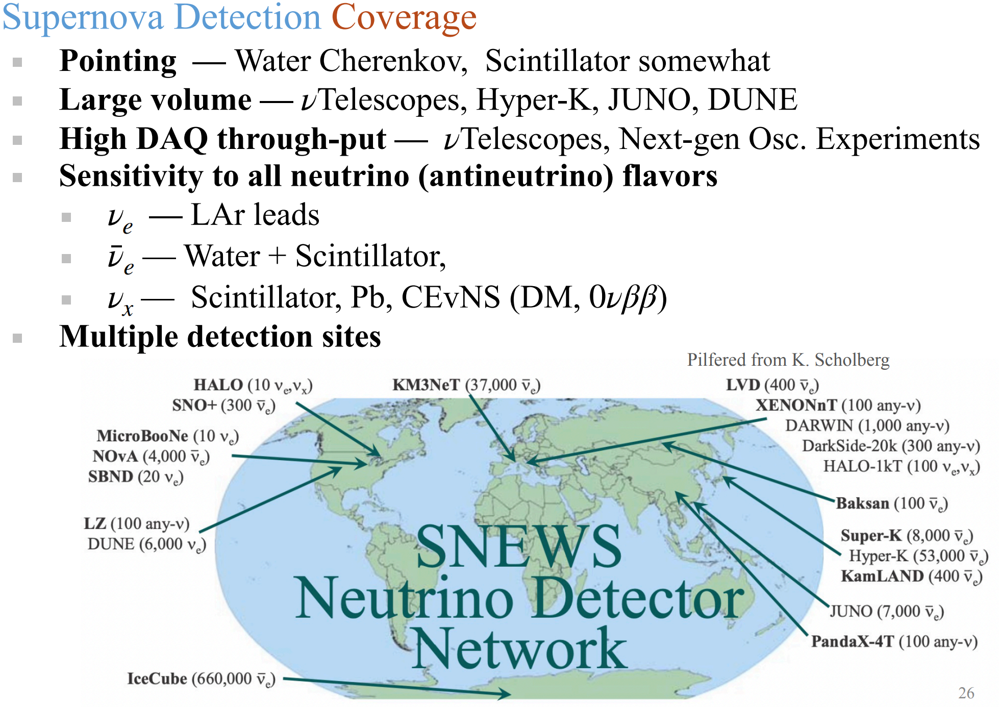 Supernova Detection Coverage
Pointing — Water Cherenkov, Scintillator somewhat
Large volume — νTelescopes, Hyper-K, JUNO, DUNE
High DAQ through-put — νTelescopes, Next-gen Osc. Experiments
Sensitivity to all neutrino (antineutrino) flavors
νₑ — LAr leads
ν̄ₑ — Water + Scintillator,
νₓ — Scintillator, Pb, CEvNS (DM, 0νββ)
Multiple detection sites
Pilfered from K. Scholberg
HALO (10 νₑ,νₓ)
SNO+ (300 ν̄ₑ)
MicroBooNe (10 νₑ)
NOvA (4,000 ν̄ₑ)
SBND (20 νₑ)
LZ (100 any-ν)
DUNE (6,000 νₑ)
IceCube (660,000 ν̄ₑ)
KM3NeT (37,000 ν̄ₑ)
LVD (400 ν̄ₑ)
XENONnT (100 any-ν)
DARWIN (1,000 any-ν)
DarkSide-20k (300 any-ν)
HALO-1kT (100 νₑ,νₓ)
Baksan (100 ν̄ₑ)
Super-K (8,000 ν̄ₑ)
Hyper-K (53,000 ν̄ₑ)
KamLAND (400 ν̄ₑ)
JUNO (7,000 ν̄ₑ)
PandaX-4T (100 any-ν)
SNEWS
Neutrino Detector
Network
26